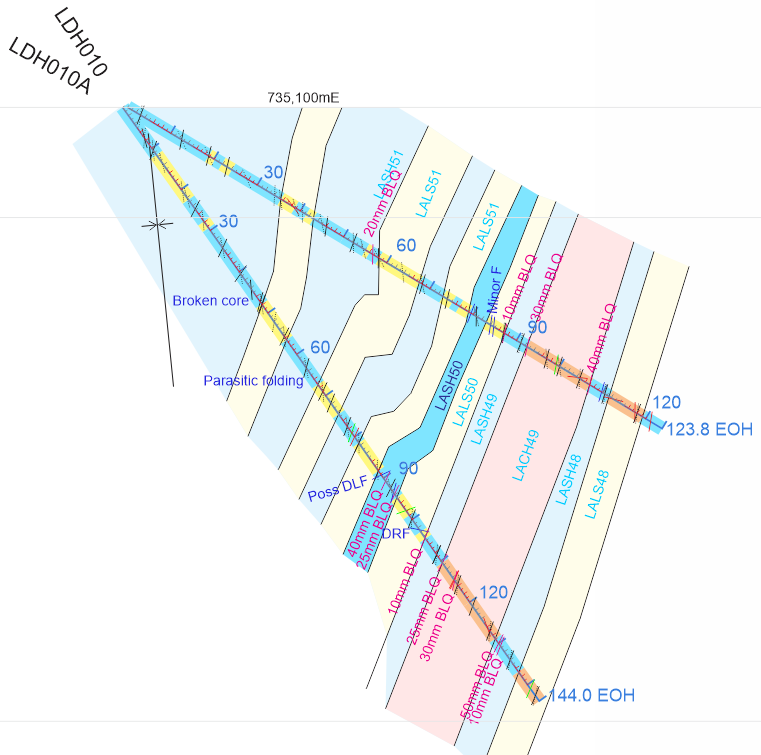 LDH010
LDH010A
735,100mE
LASH51
20mm BLQ
LALS51
LALS51
30
60
30
Minor F
10mm BLQ
30mm BLQ
90
40mm BLQ
Broken core
60
Parasitic folding
LASH50
LALS50
LASH49
120
123.8 EOH
LACH49
LASH48
LALS48
90
Poss DLF
40mm BLQ
25mm BLQ
DRF
10mm BLQ
25mm BLQ
30mm BLQ
120
50mm BLQ
10mm BLQ
144.0 EOH